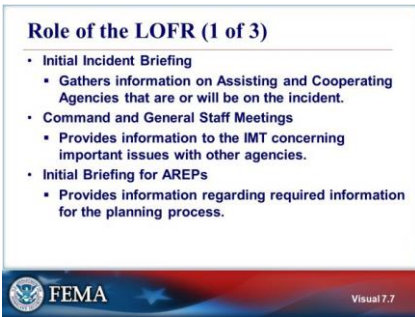 Role of the LOFR (1 of 3)
• Initial Incident Briefing
▪ Gathers information on Assisting and Cooperating
Agencies that are or will be on the incident.
• Command and General Staff Meetings
▪ Provides information to the IMT concerning
important issues with other agencies.
• Initial Briefing for AREPs
▪ Provides information regarding required information
for the planning process.
FEMA
Visual 7.7